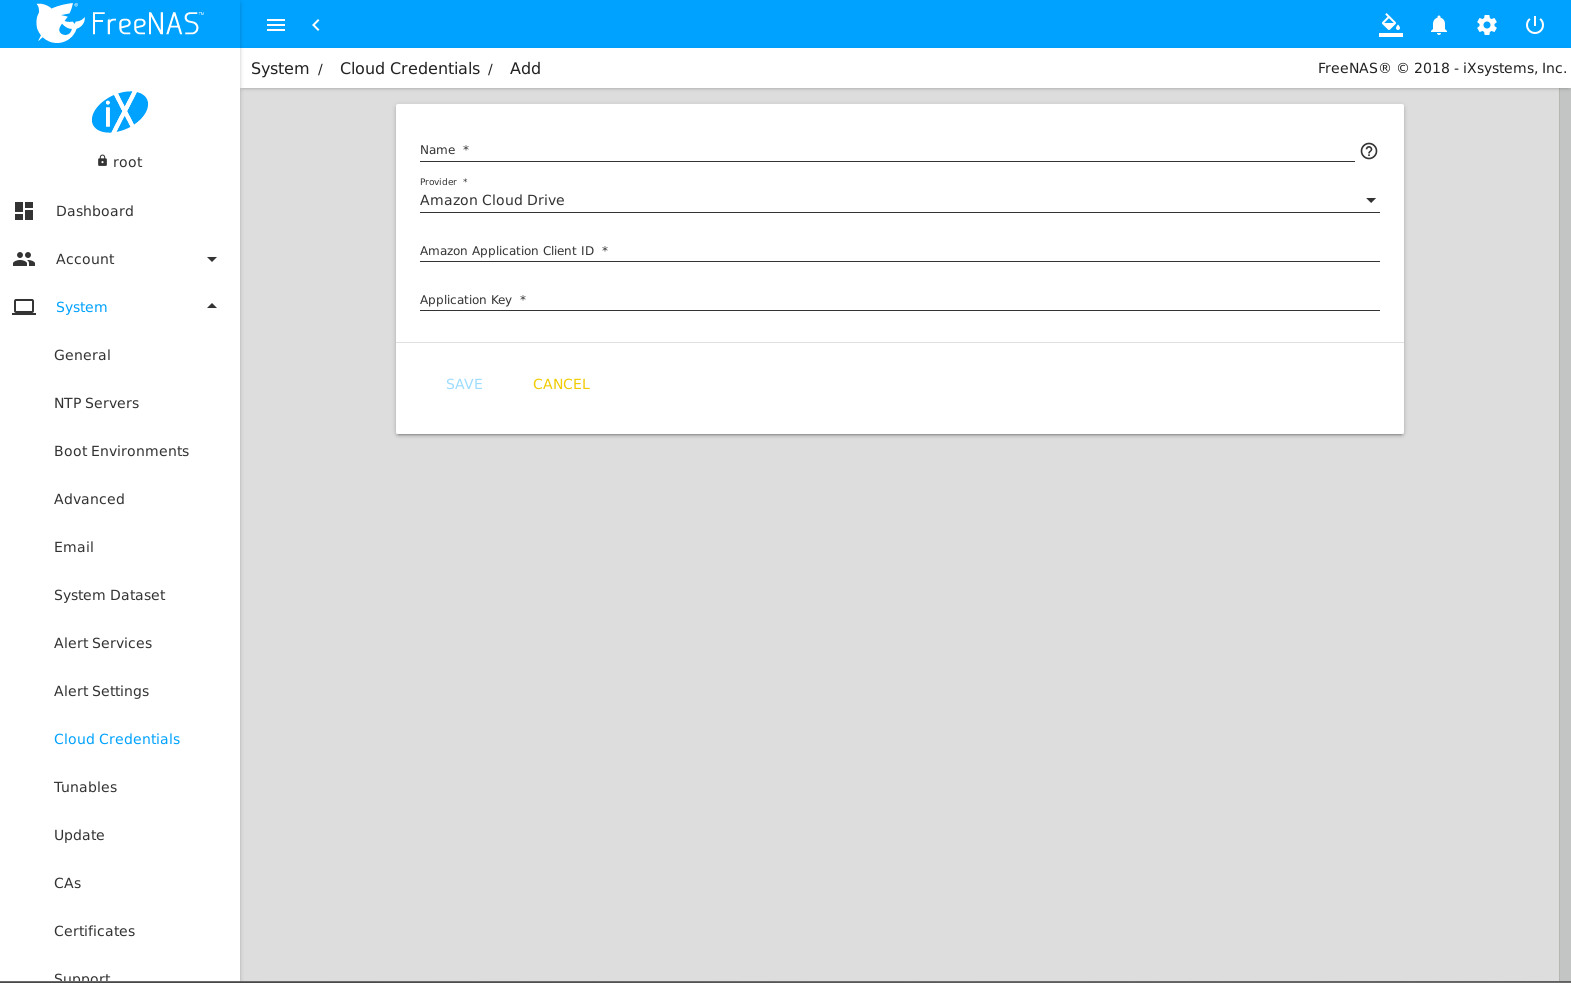 FreeNAS™
System / Cloud Credentials / Add
FreeNAS® © 2018 - iXsystems, Inc.
iX
root
Dashboard
Account
System
General
NTP Servers
Boot Environments
Advanced
Email
System Dataset
Alert Services
Alert Settings
Cloud Credentials
Tunables
Update
CAs
Certificates
Support
Name *
Provider *
Amazon Cloud Drive
Amazon Application Client ID *
Application Key *
SAVE CANCEL